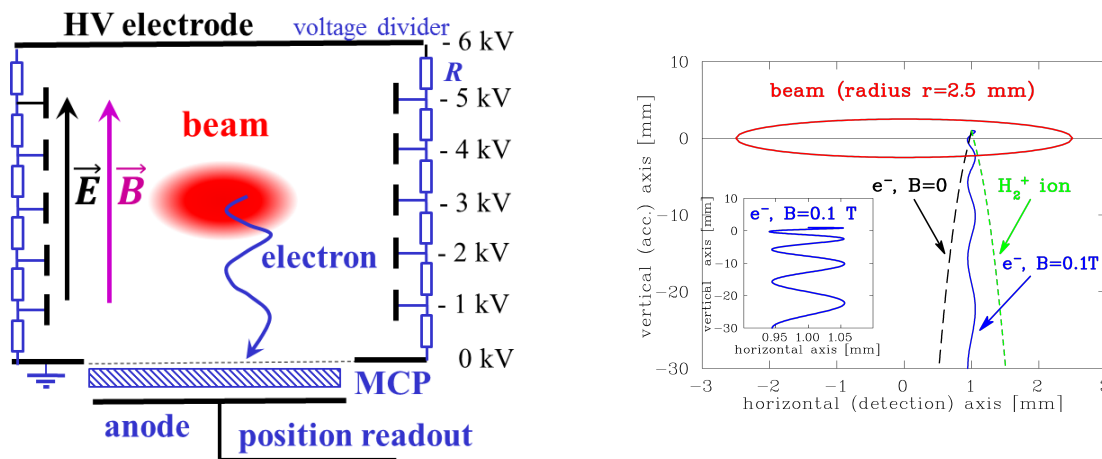 HV electrode
voltage divider
- 6 kV
R
- 5 kV
beam
- 4 kV
E
B
- 3 kV
electron
- 2 kV
- 1 kV
0 kV
MCP
anode
position readout
vertical (acc.) axis [mm]
10
0
−10
−20
−30
beam (radius r=2.5 mm)
e⁻, B=0
H₂⁺ ion
e⁻, B=0.1T
e⁻, B=0.1 T
vertical axis [mm]
0
−10
−20
−30
0.95
1.00
1.05
horizontal axis [mm]
−3
−2
−1
0
1
2
3
horizontal (detection) axis [mm]